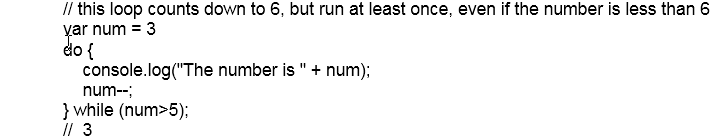 // this loop counts down to 6, but run at least once, even if the number is less than 6
var num = 3
do {
console.log("The number is " + num);
num--;
} while (num>5);
// 3